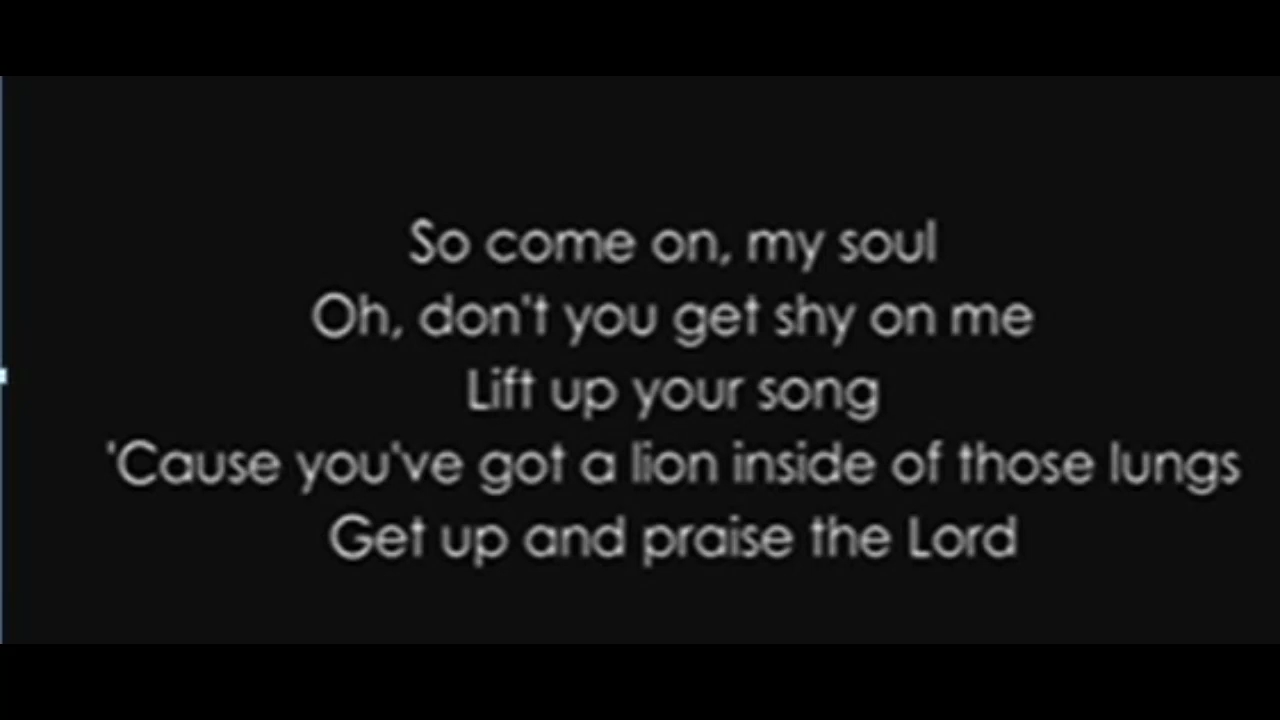 So come on, my soul
Oh, don't you get shy on me
Lift up your song
'Cause you've got a lion inside of those lungs
Get up and praise the Lord